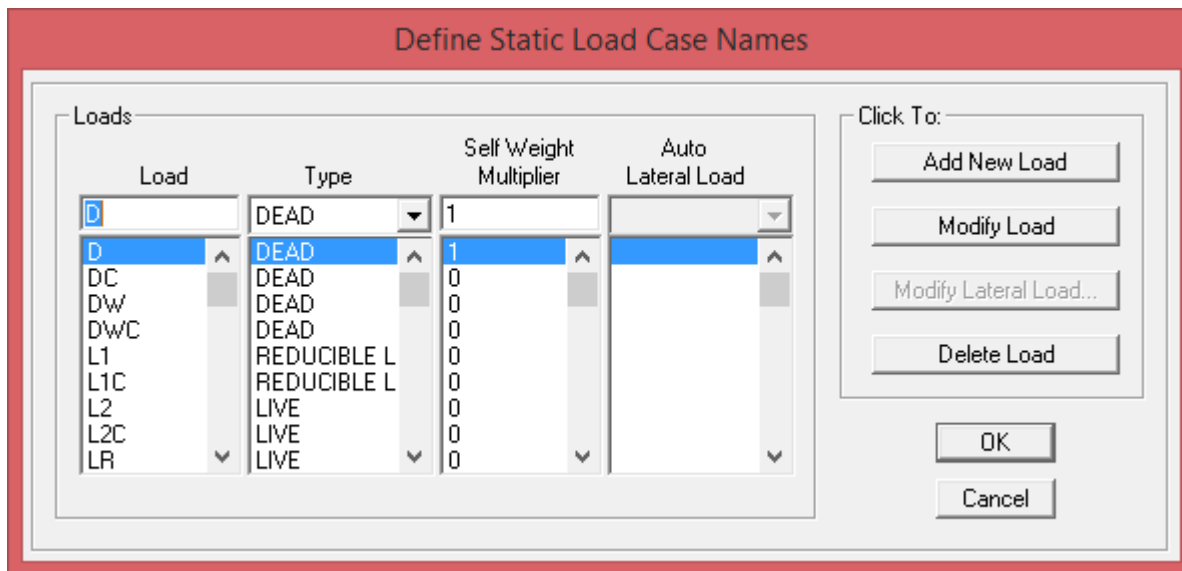 Define Static Load Case Names
Loads
Load Type Self Weight Multiplier Auto Lateral Load
D DEAD 1
D DEAD 1
DC DEAD 0
DW DEAD 0
DWC DEAD 0
L1 REDUCIBLE L 0
L1C REDUCIBLE L 0
L2 LIVE 0
L2C LIVE 0
LR LIVE 0
Click To:
Add New Load
Modify Load
Modify Lateral Load...
Delete Load
OK
Cancel